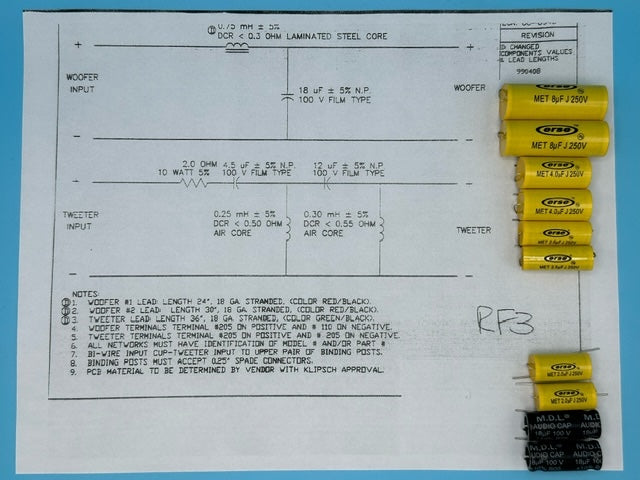 REVISION
CHANGED
COMPONENTS VALUES
& LEAD LENGTHS
990408
① 0.75 mH ± 5%
DCR < 0.3 OHM LAMINATED STEEL CORE
+
+
WOOFER
INPUT
18 uF ± 5% N.P.
100 V FILM TYPE
WOOFER
−
−
2.0 OHM
10 WATT 5%
4.5 uF ± 5% N.P.
100 V FILM TYPE
12 uF ± 5% N.P.
100 V FILM TYPE
+
+
TWEETER
INPUT
0.25 mH ± 5%
DCR < 0.50 OHM
AIR CORE
0.30 mH ± 5%
DCR < 0.55 OHM
AIR CORE
TWEETER
−
−
NOTES:
1. WOOFER #1 LEAD LENGTH 24", 18 GA STRANDED, (COLOR RED/BLACK).
2. WOOFER #2 LEAD LENGTH 30", 18 GA STRANDED, (COLOR RED/BLACK).
3. TWEETER LEAD LENGTH 36", 18 GA STRANDED, (COLOR GREEN/BLACK).
4. WOOFER TERMINALS TERMINAL #205 ON POSITIVE AND # 110 ON NEGATIVE.
5. TWEETER TERMINALS TERMINAL #205 ON POSITIVE AND # 205 ON NEGATIVE.
6. ALL NETWORKS MUST HAVE IDENTIFICATION OF MODEL # AND/OR PART #
7. BI-WIRE INPUT CUP-TWEETER INPUT TO UPPER PAIR OF BINDING POSTS.
8. BINDING POSTS MUST ACCEPT 0.25" SPADE CONNECTORS.
9. PCB MATERIAL TO BE DETERMINED BY VENDOR WITH KLIPSCH APPROVAL.
RF3
erse
MET 8µF J 250V
erse
MET 8µF J 250V
erse
MET 4.0µF J 250V
erse
MET 4.0µF J 250V
erse
erse
erse
erse
MET 2.0µF J 250V
M.D.L.®
AUDIO CAP
18µF 100 V
M.D.L.®
AUDIO CAP
18µF 100 V